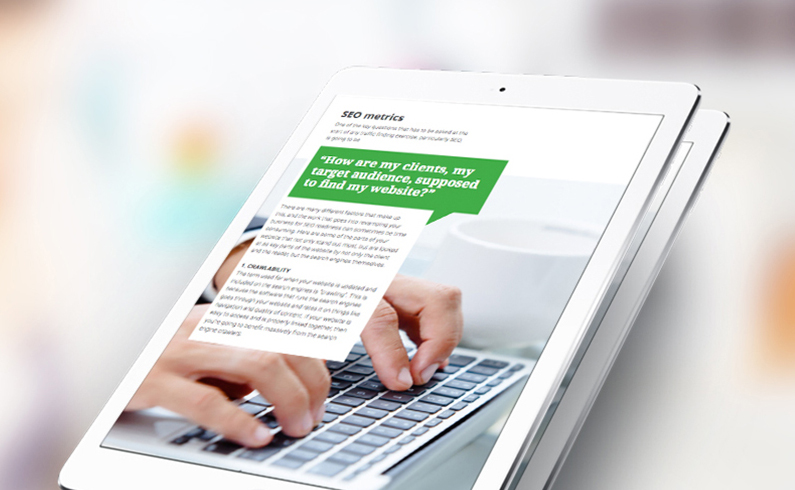 SEO metrics
One of the key questions that has to be asked at the
start of any traffic finding exercise, particularly SEO,
is going to be
"How are my clients, my
target audience, supposed
to find my website?"
There are many different factors that make up
this, and the work that goes into revamping your
business for SEO readiness can sometimes be time
consuming. Here are some of the parts of your
website that not only stand out most, but are looked
at as key parts of the website by not only the client
and the reader, but the search engines themselves.
1. CRAWLABILITY
The term used for when your website is updated and
included on the search engines is "crawling". This is
because the software that runs the search engines
goes through your website and rates it on things like
navigation and quality of content. If your website is
easy to access and is properly linked together, then
you're going to benefit massively from the search
engine crawlers.